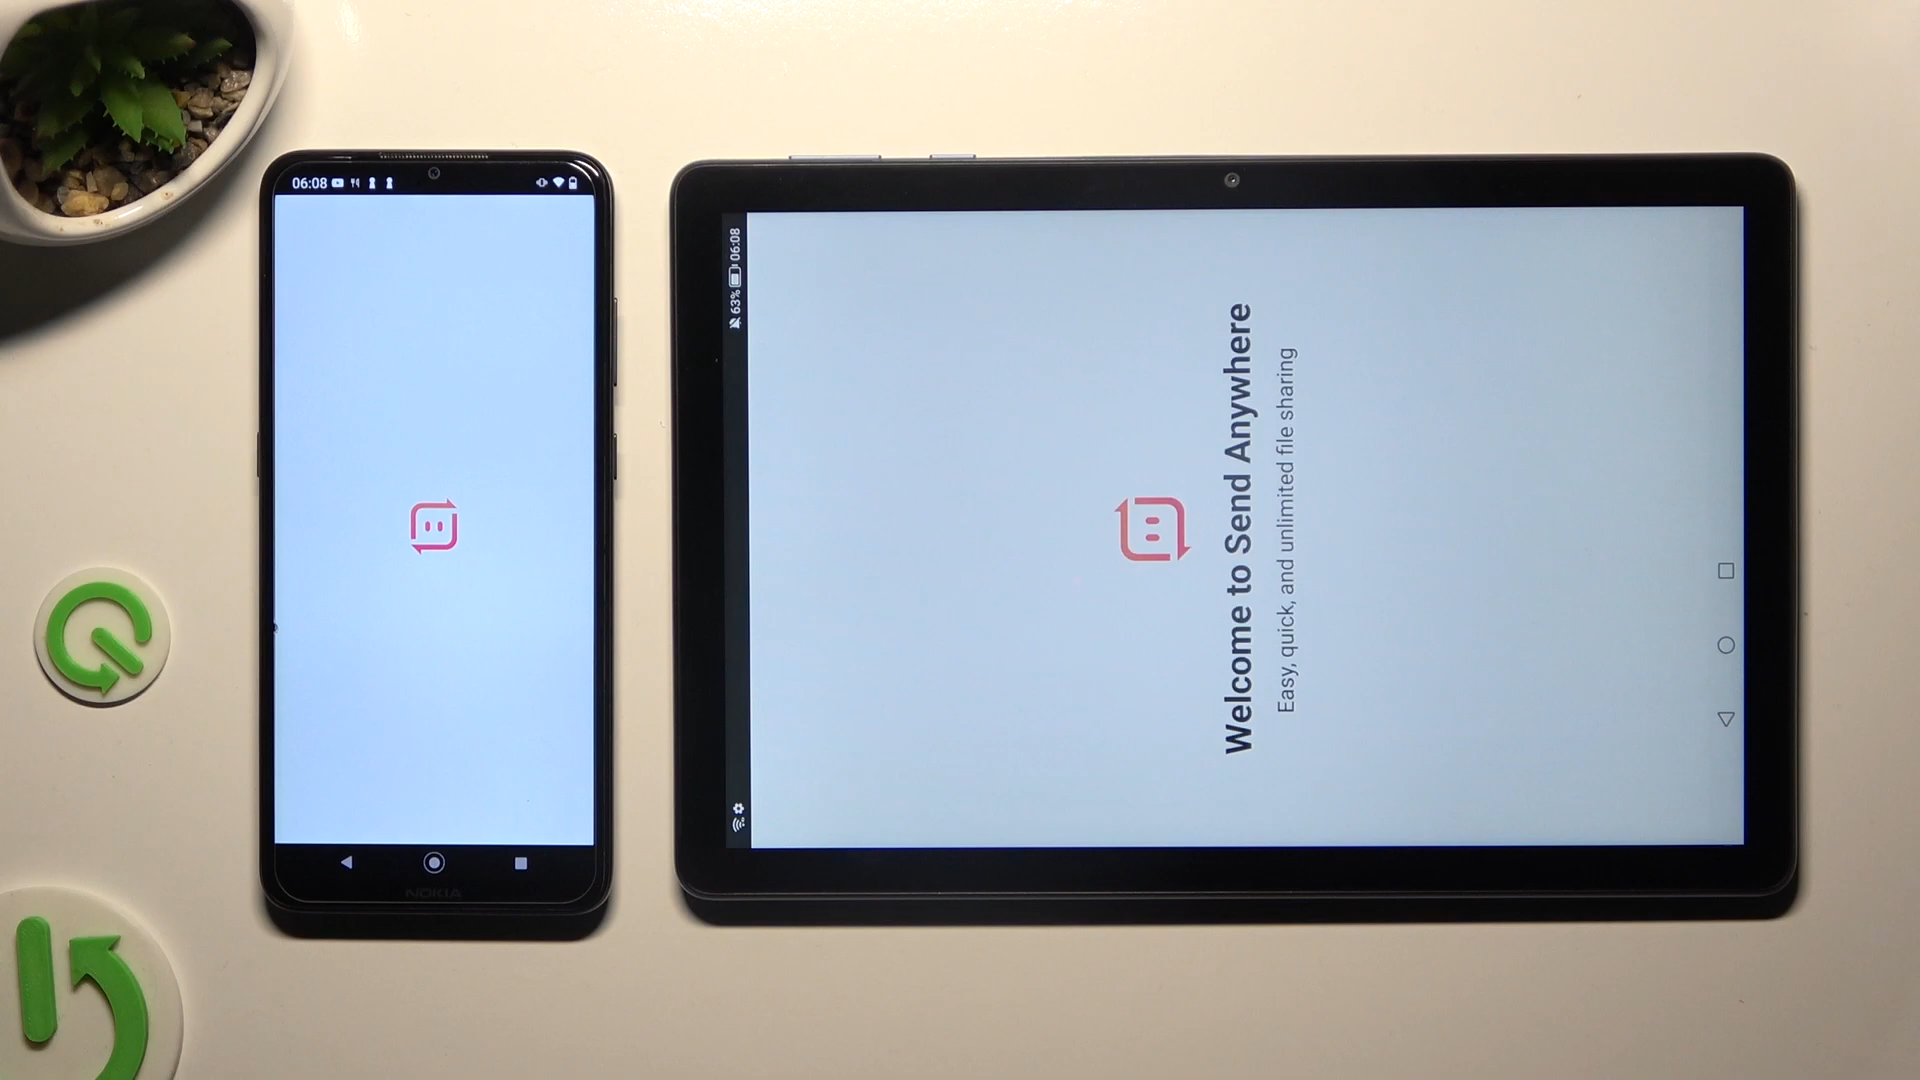 06:08
NOKIA
63% 06:08
Welcome to Send Anywhere
Easy, quick, and unlimited file sharing